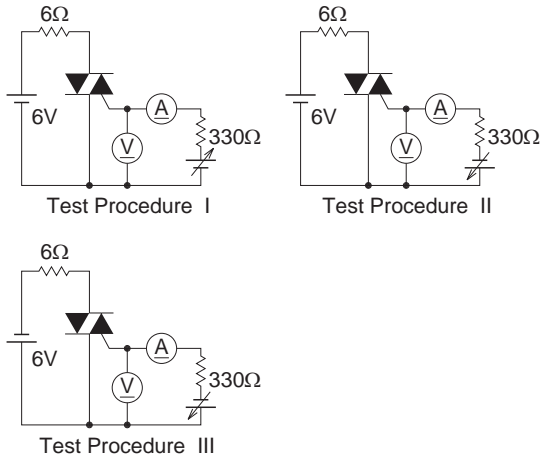 6Ω
6V
A
V
330Ω
Test Procedure I
6Ω
6V
A
V
330Ω
Test Procedure II
6Ω
6V
A
V
330Ω
Test Procedure III